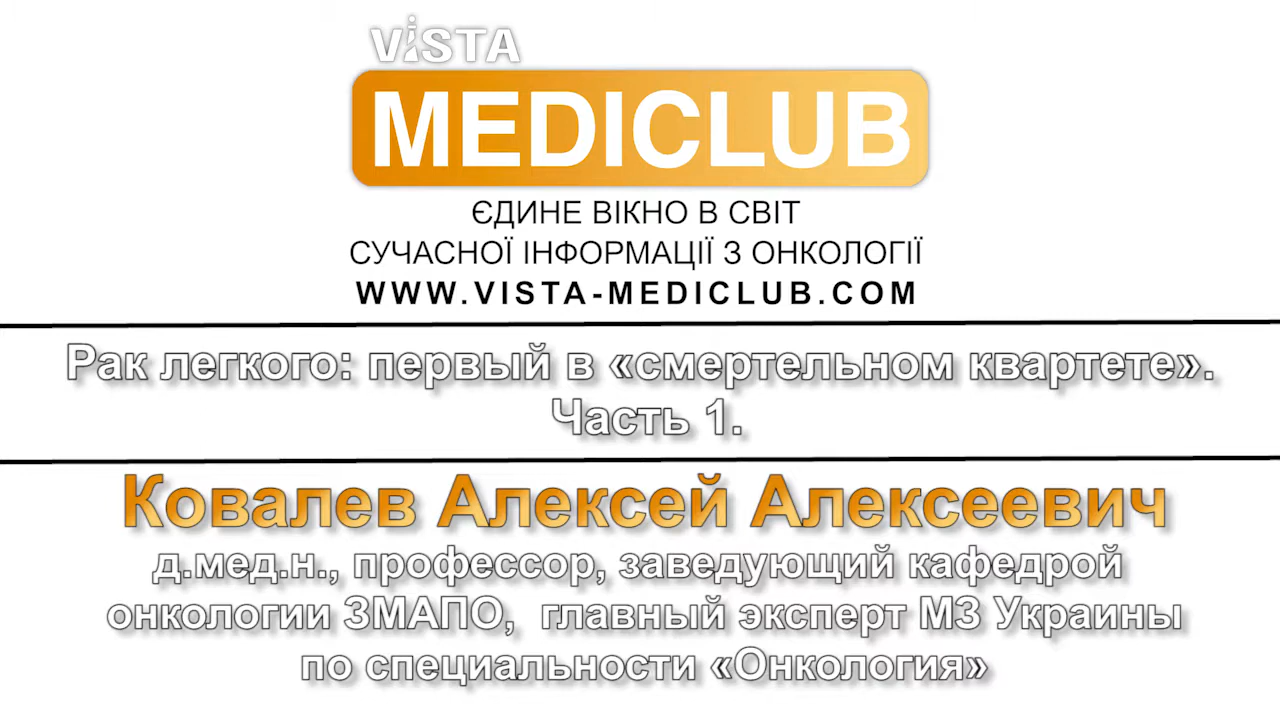 ViSTA
MEDICLUB
ЄДИНЕ ВІКНО В СВІТ
СУЧАСНОЇ ІНФОРМАЦІЇ З ОНКОЛОГІЇ
WWW.VISTA-MEDICLUB.COM
Рак легкого: первый в «смертельном квартете».
Часть 1.
Ковалев Алексей Алексеевич
д.мед.н., профессор, заведующий кафедрой
онкологии ЗМАПО, главный эксперт МЗ Украины
по специальности «Онкология»